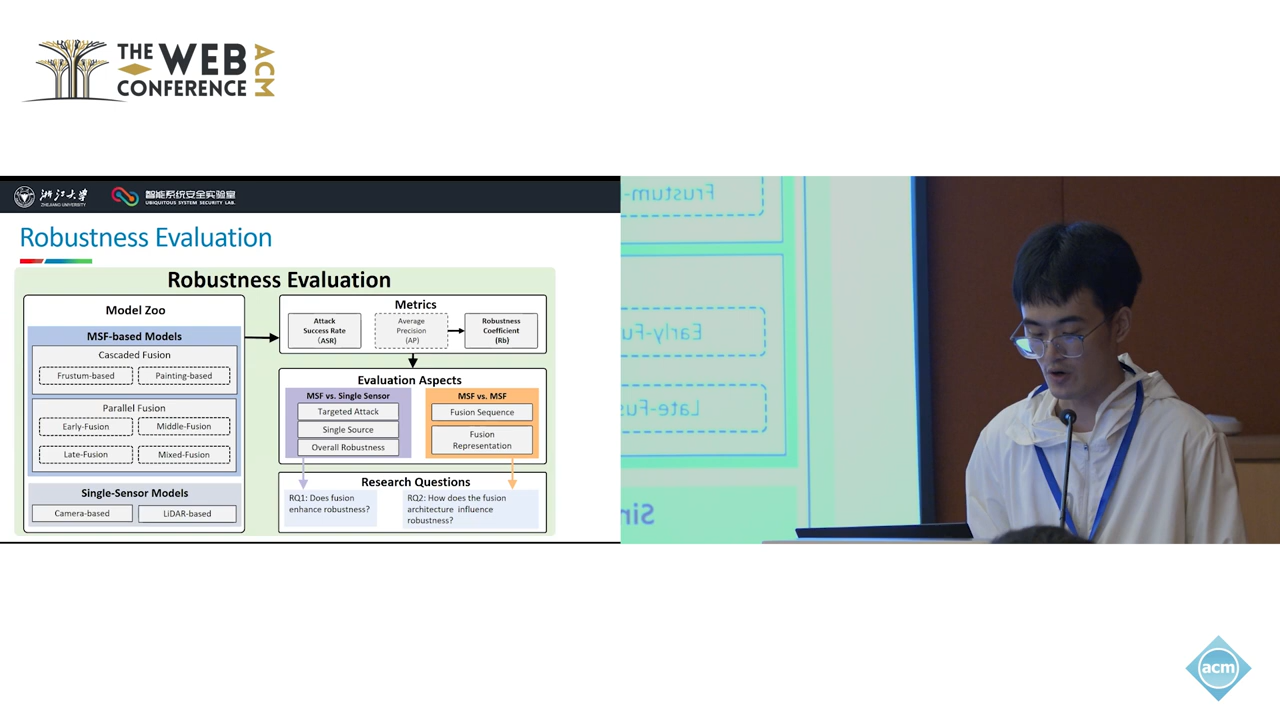 THE WEB
CONFERENCE
ACM
浙江大学
ZHEJIANG UNIVERSITY
智能系统安全实验室
UBIQUITOUS SYSTEM SECURITY LAB.
Robustness Evaluation
Robustness Evaluation
Model Zoo
MSF-based Models
Cascaded Fusion
Frustum-based
Painting-based
Parallel Fusion
Early-Fusion
Middle-Fusion
Late-Fusion
Mixed-Fusion
Single-Sensor Models
Camera-based
LiDAR-based
Metrics
Attack
Success Rate
(ASR)
Average
Precision
(AP)
Robustness
Coefficient
(Rb)
Evaluation Aspects
MSF vs. Single Sensor
Targeted Attack
Single Source
Overall Robustness
MSF vs. MSF
Fusion Sequence
Fusion
Representation
Research Questions
RQ1: Does fusion
enhance robustness?
RQ2: How does the fusion
architecture influence
robustness?
Frustum-
Early-Fu
Late-Fus
Sin
acm